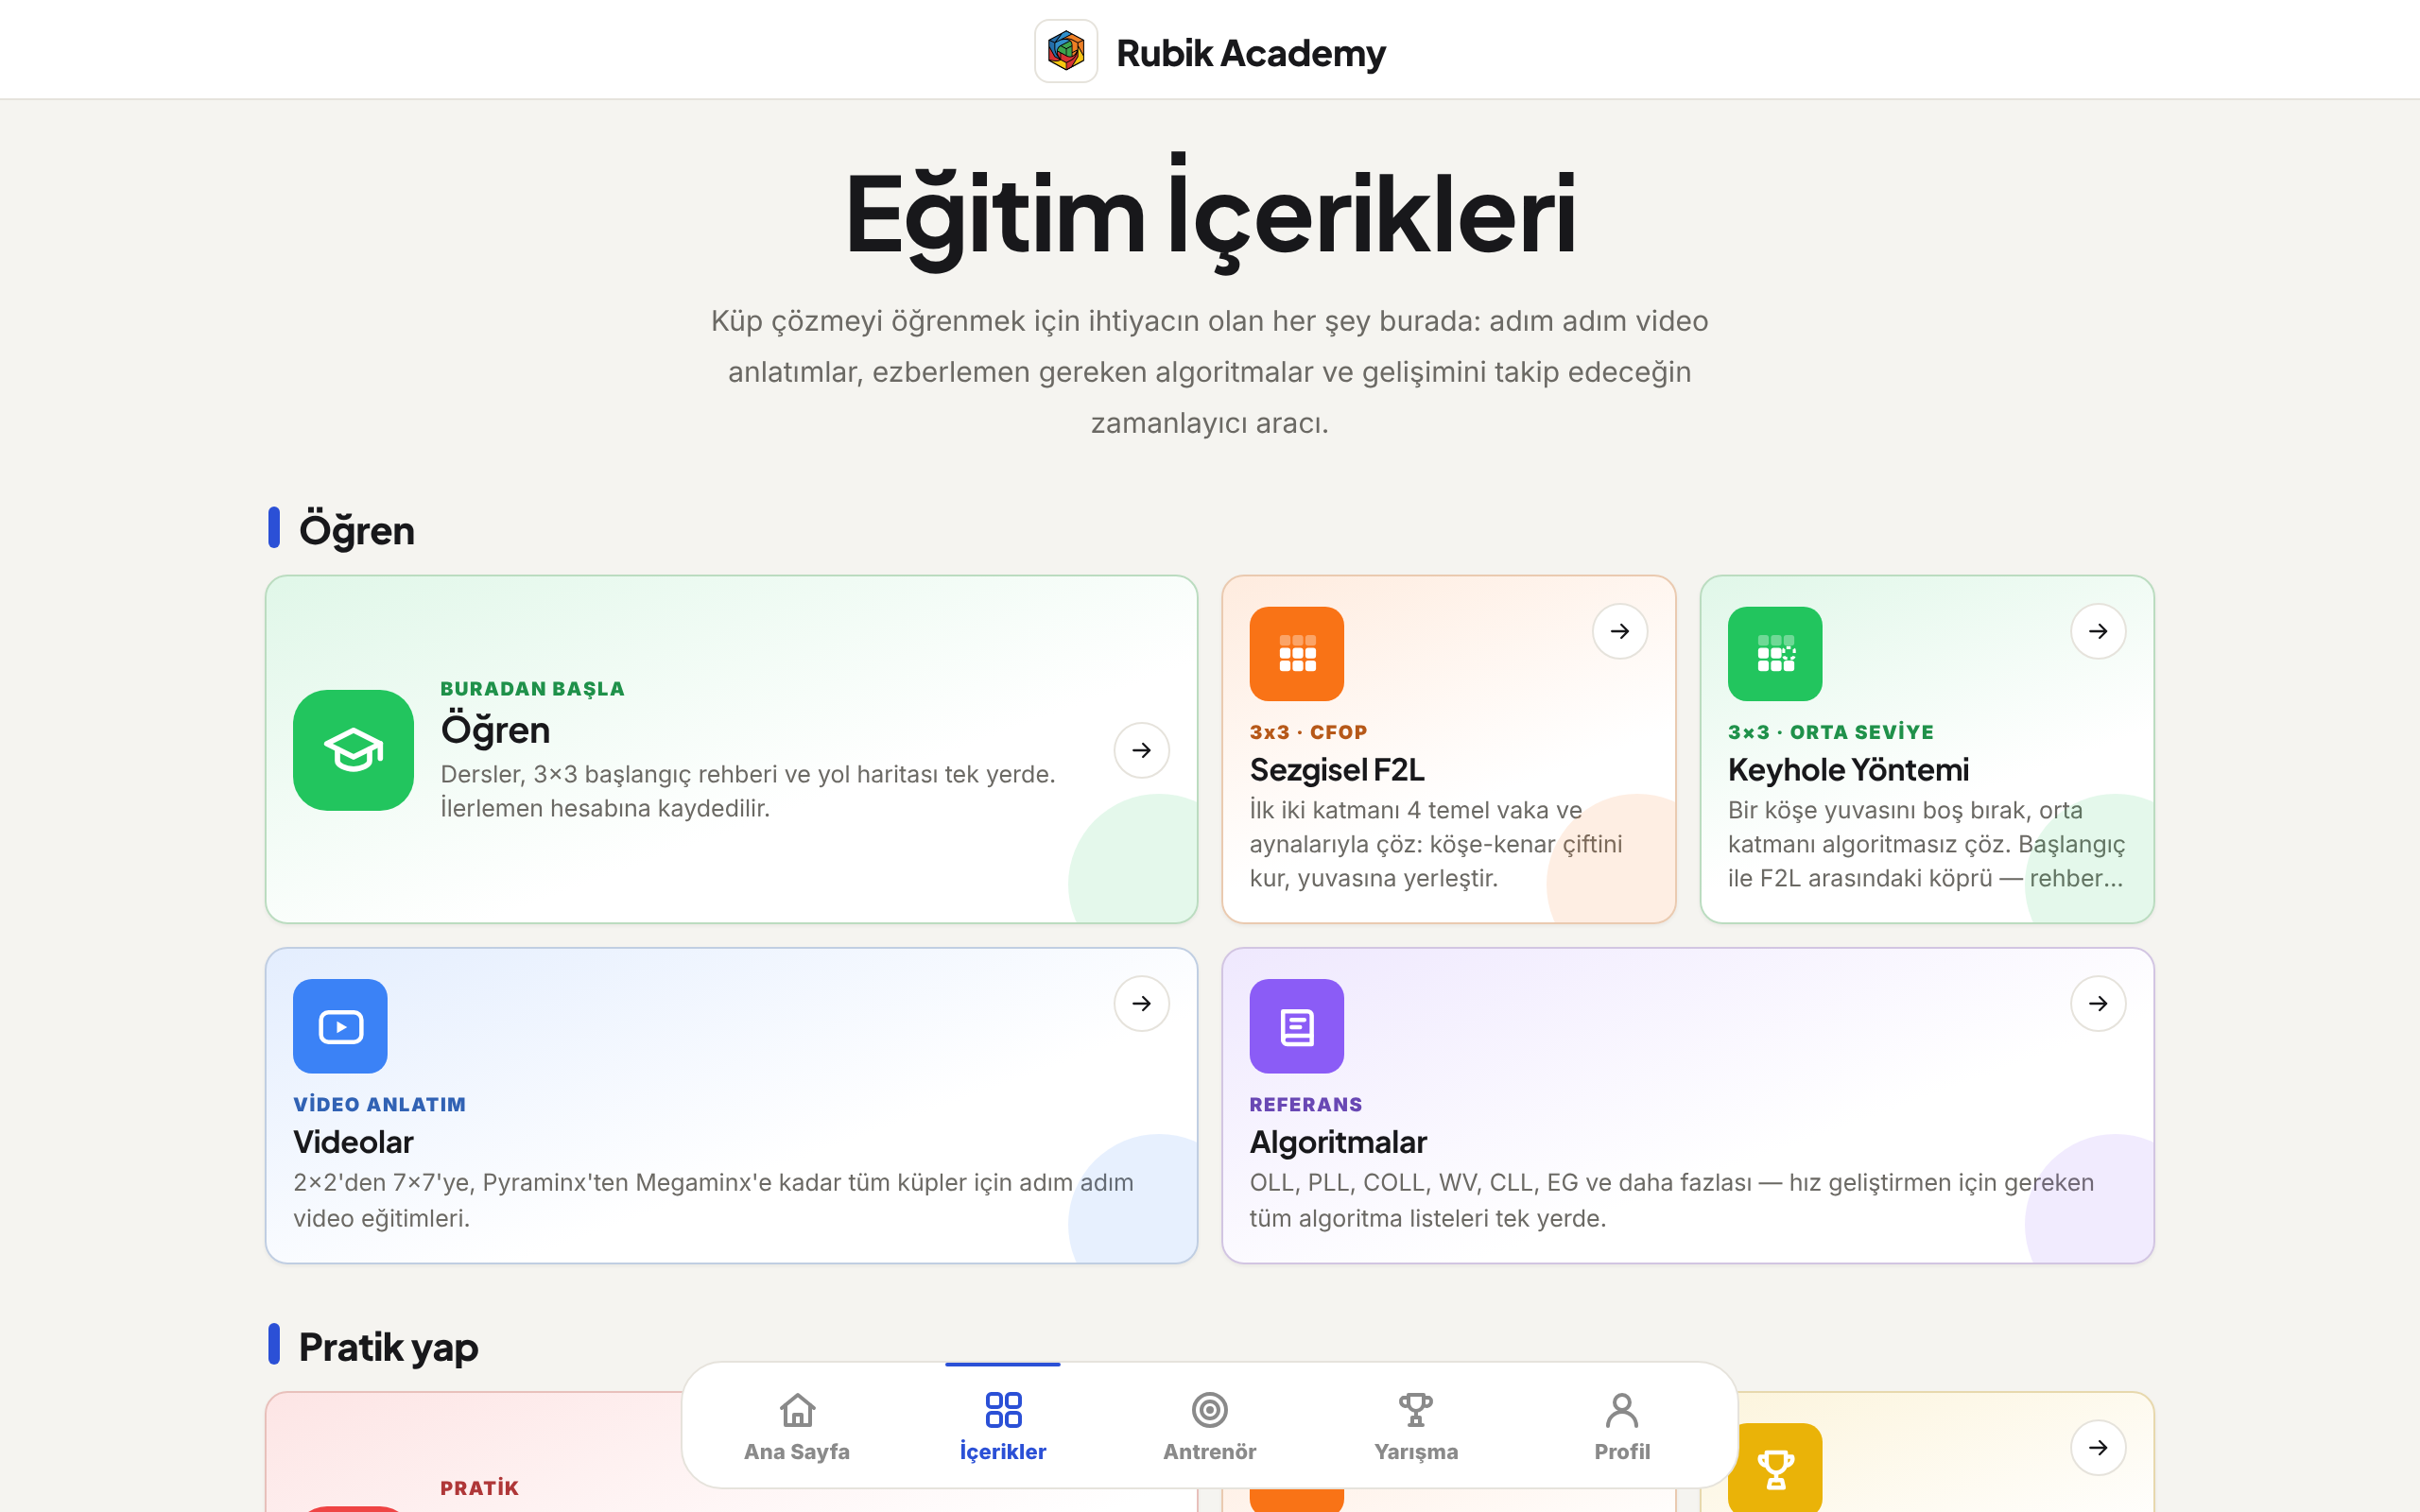 Rubik Academy
Eğitim İçerikleri
Küp çözmeyi öğrenmek için ihtiyacın olan her şey burada: adım adım video
anlatımlar, ezberlemen gereken algoritmalar ve gelişimini takip edeceğin
zamanlayıcı aracı.
Öğren
BURADAN BAŞLA
Öğren
Dersler, 3×3 başlangıç rehberi ve yol haritası tek yerde.
İlerlemen hesabına kaydedilir.
3x3 · CFOP
Sezgisel F2L
İlk iki katmanı 4 temel vaka ve
aynalarıyla çöz: köşe-kenar çiftini
kur, yuvasına yerleştir.
3×3 · ORTA SEVİYE
Keyhole Yöntemi
Bir köşe yuvasını boş bırak, orta
katmanı algoritmasız çöz. Başlangıç
ile F2L arasındaki köprü — rehber...
VİDEO ANLATIM
Videolar
2×2'den 7×7'ye, Pyraminx'ten Megaminx'e kadar tüm küpler için adım adım
video eğitimleri.
REFERANS
Algoritmalar
OLL, PLL, COLL, WV, CLL, EG ve daha fazlası — hız geliştirmen için gereken
tüm algoritma listeleri tek yerde.
Pratik yap
PRATİK
Ana Sayfa
İçerikler
Antrenör
Yarışma
Profil